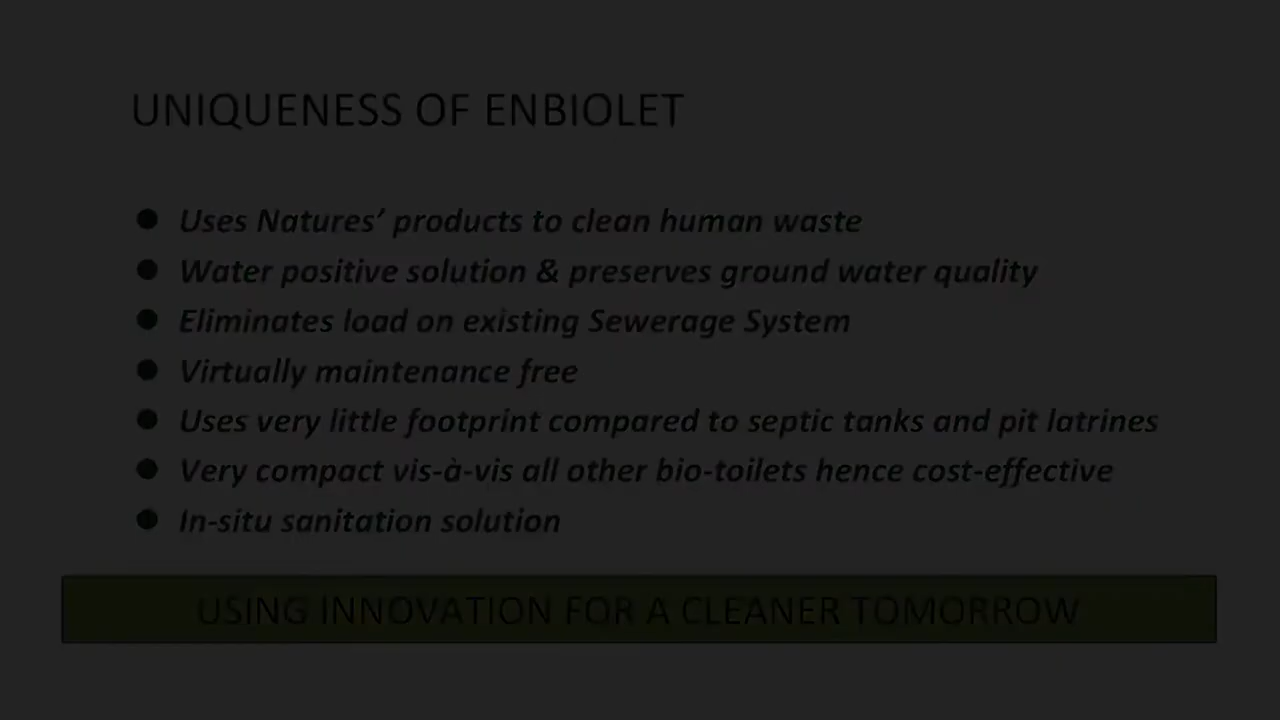 UNIQUENESS OF ENBIOLET
● Uses Natures’ products to clean human waste
● Water positive solution & preserves ground water quality
● Eliminates load on existing Sewerage System
● Virtually maintenance free
● Uses very little footprint compared to septic tanks and pit latrines
● Very compact vis-à-vis all other bio-toilets hence cost-effective
● In-situ sanitation solution
USING INNOVATION FOR A CLEANER TOMORROW